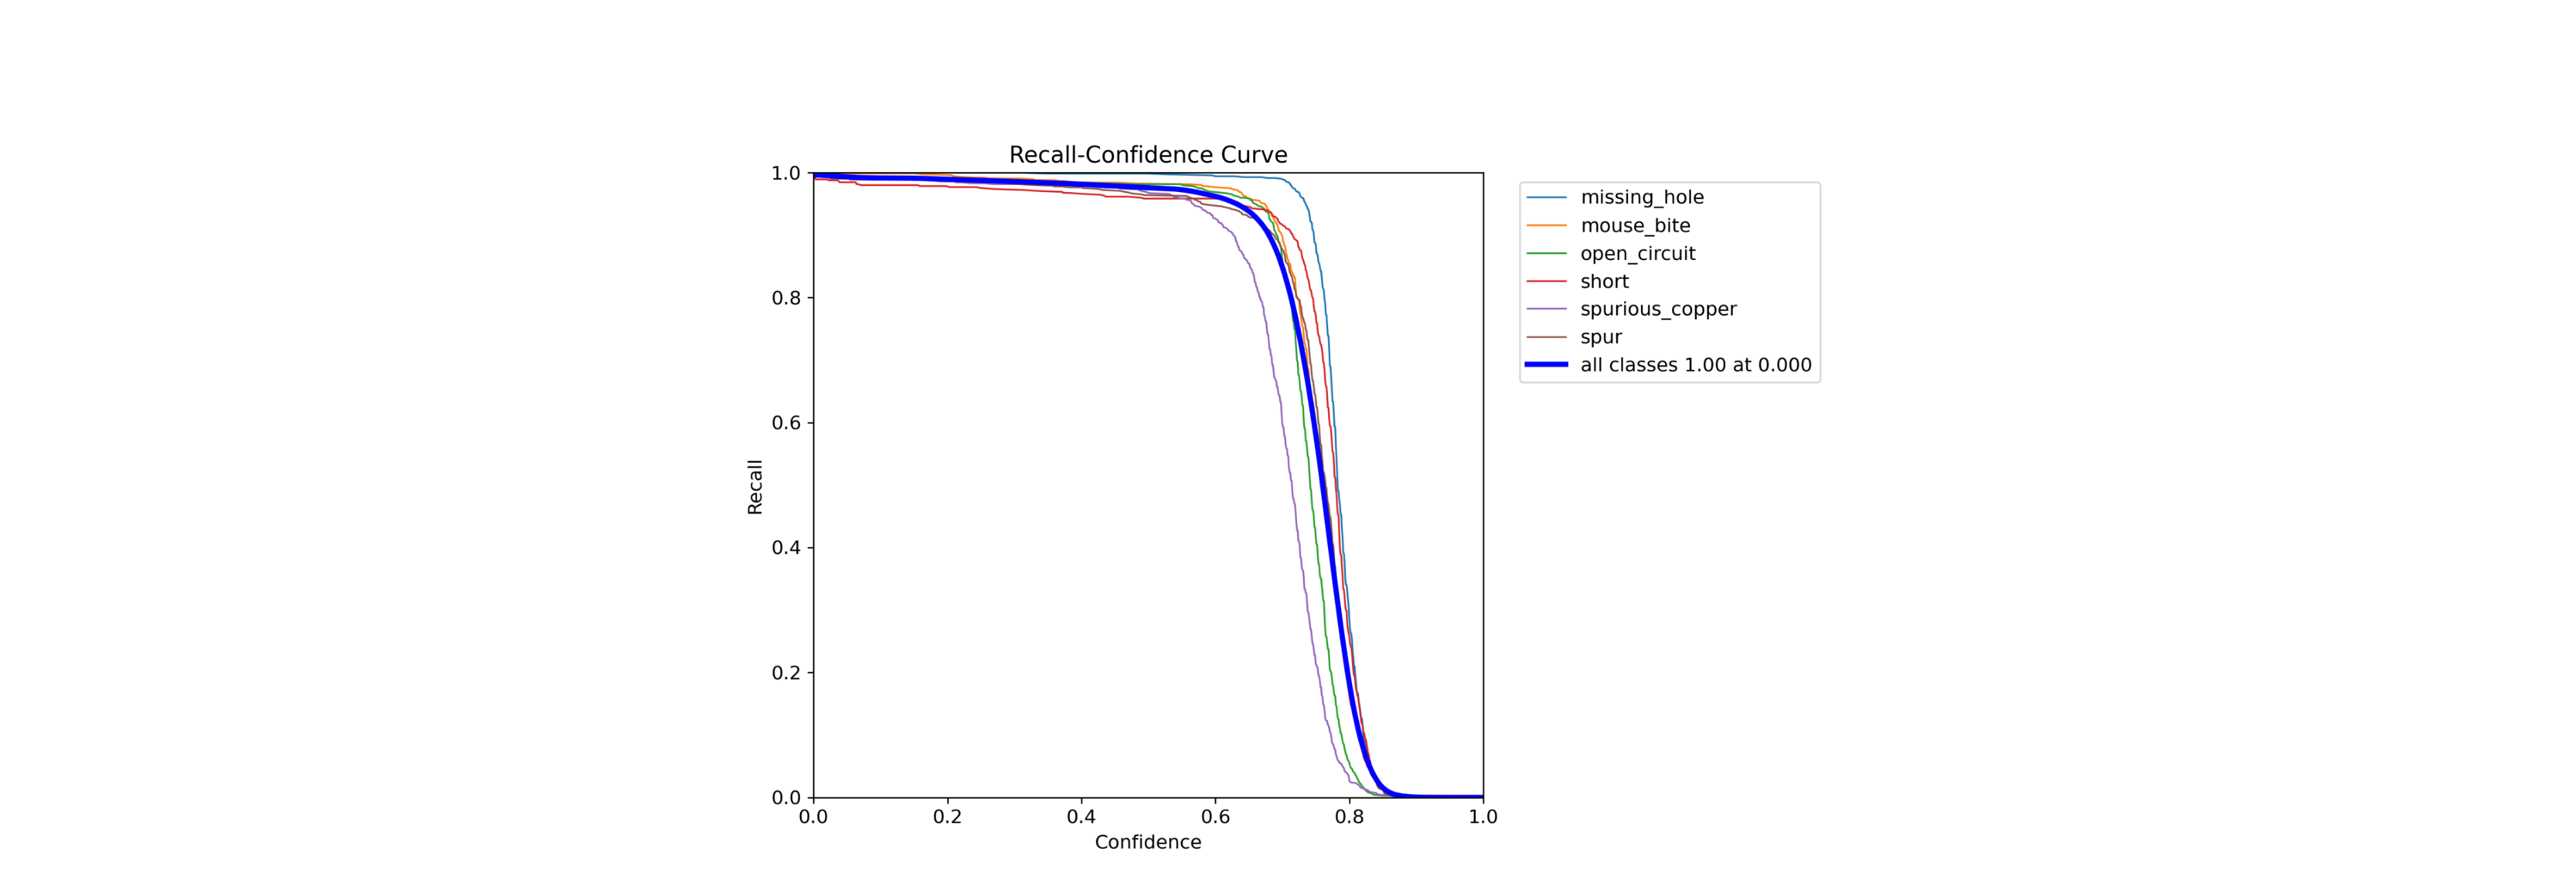 Recall-Confidence Curve
1.0
0.8
0.6
0.4
0.2
0.0
Recall
0.0 0.2 0.4 0.6 0.8 1.0
Confidence
missing_hole
mouse_bite
open_circuit
short
spurious_copper
spur
all classes 1.00 at 0.000